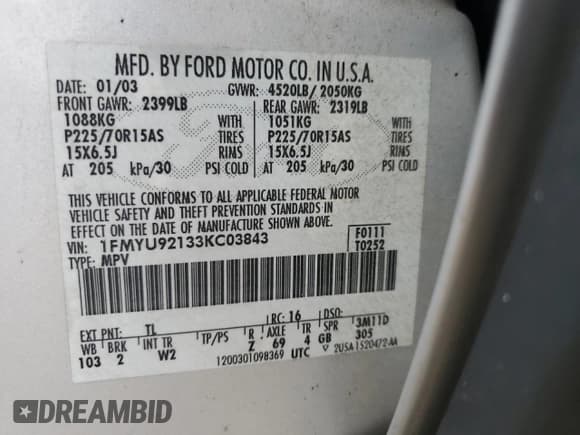 MFD. BY FORD MOTOR CO. IN U.S.A.
DATE: 01/03 GVWR: 4520LB/ 2050KG
FRONT GAWR: 2399LB REAR GAWR: 2319LB
1088KG WITH 1051KG WITH
P225/70R15AS TIRES P225/70R15AS TIRES
15X6.5J RIMS 15X6.5J RIMS
AT 205 kPa/30 PSI COLD AT 205 kPa/30 PSI COLD
THIS VEHICLE CONFORMS TO ALL APPLICABLE FEDERAL MOTOR
VEHICLE SAFETY AND THEFT PREVENTION STANDARDS IN
EFFECT ON THE DATE OF MANUFACTURE SHOWN ABOVE.
VIN: 1FMYU92133KC03843 F0111
TYPE: MPV T0252
EXT PNT: TL RC: 16 DSO:
WB BRK INT TR TP/PS R AXLE TR SPR 3M11D
103 2 W2 Z 69 4 GB 305
1200301098369 UTC V 2USA 1520472-AA
DREAMBID